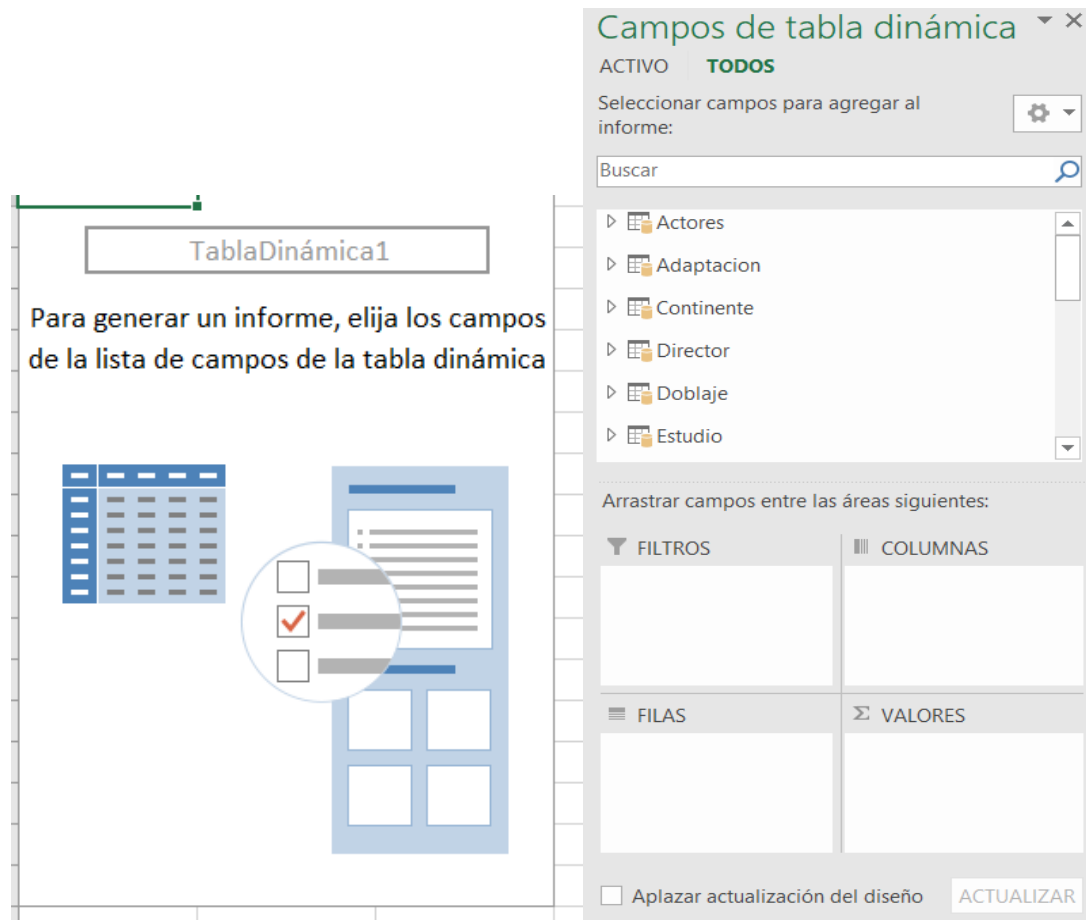 TablaDinámica1
Para generar un informe, elija los campos
de la lista de campos de la tabla dinámica
Campos de tabla dinámica
ACTIVO TODOS
Seleccionar campos para agregar al
informe:
Buscar
Actores
Adaptacion
Continente
Director
Doblaje
Estudio
Arrastrar campos entre las áreas siguientes:
FILTROS
COLUMNAS
FILAS
Σ VALORES
Aplazar actualización del diseño
ACTUALIZAR